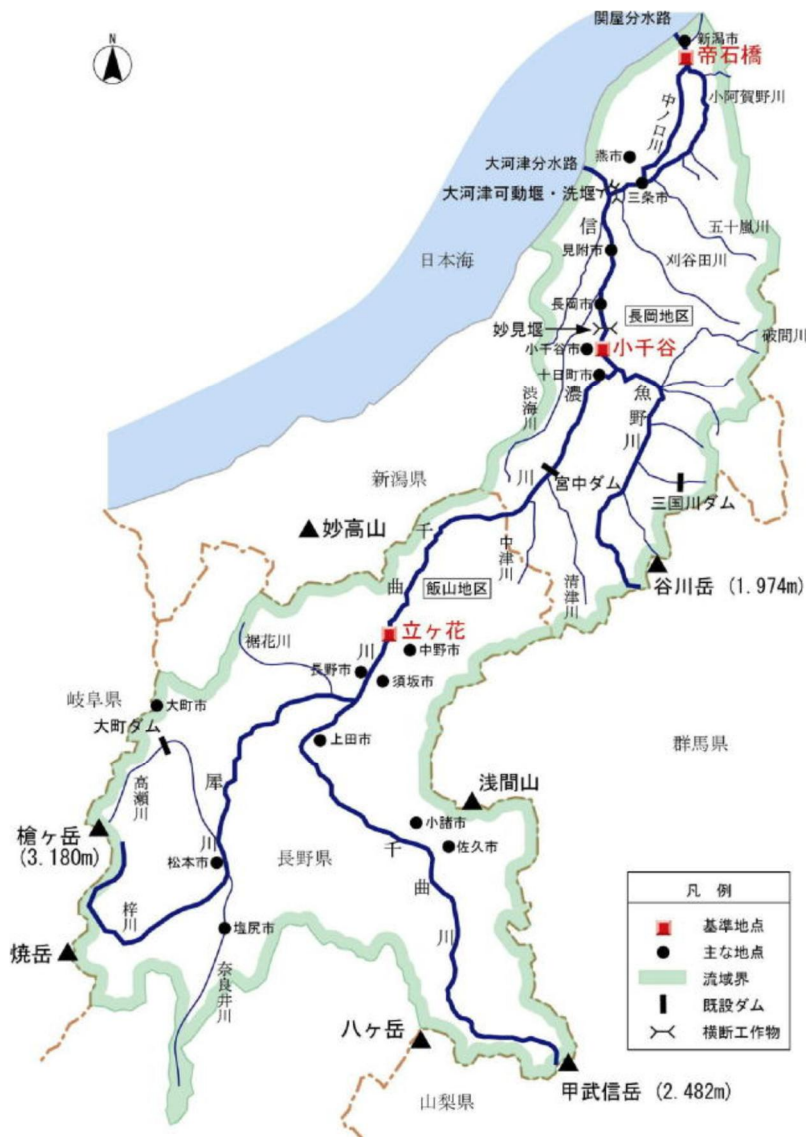 関屋分水路
N
新潟市
帝石橋
小阿賀野川
中ノ口川
燕市
大河津分水路
大河津可動堰・洗堰
三条市
信
五十嵐川
見附市
刈谷田川
日本海
長岡市
長岡地区
妙見堰
破間川
小千谷市
小千谷
十日町市
濃
魚野川
渋海川
川
新潟県
宮中ダム
三国川ダム
妙高山
千
中津川
清津川
谷川岳 (1.974m)
曲
飯山地区
立ヶ花
川
裾花川
中野市
長野市
須坂市
岐阜県
大町市
大町ダム
上田市
群馬県
高瀬川
犀
浅間山
槍ヶ岳
(3.180m)
小諸市
千
川
松本市
長野県
佐久市
曲
梓川
川
塩尻市
焼岳
奈良井川
八ヶ岳
甲武信岳 (2.482m)
山梨県
凡 例
基準地点
主な地点
流域界
既設ダム
横断工作物